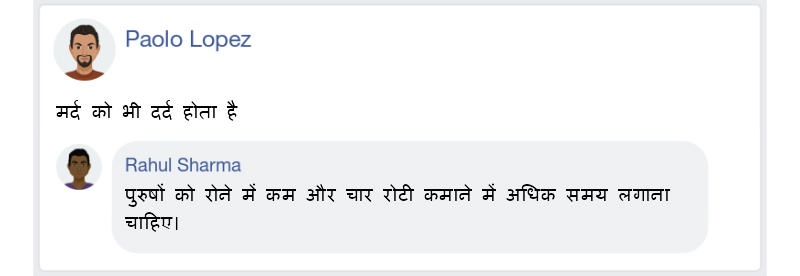 Paolo Lopez
मर्द को भी दर्द होता है
Rahul Sharma
पुरुषों को रोने में कम और चार रोटी कमाने में अधिक समय लगाना
चाहिए।